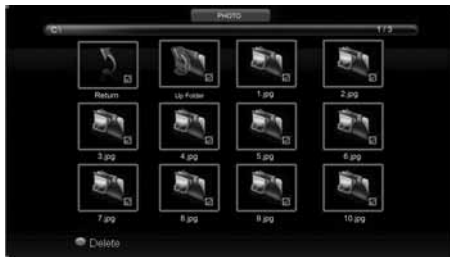 PHOTO
C:\ 1 / 3
Return Up Folder 1.jpg 2.jpg
3.jpg 4.jpg 5.jpg 6.jpg
7.jpg 8.jpg 9.jpg 10.jpg
Delete